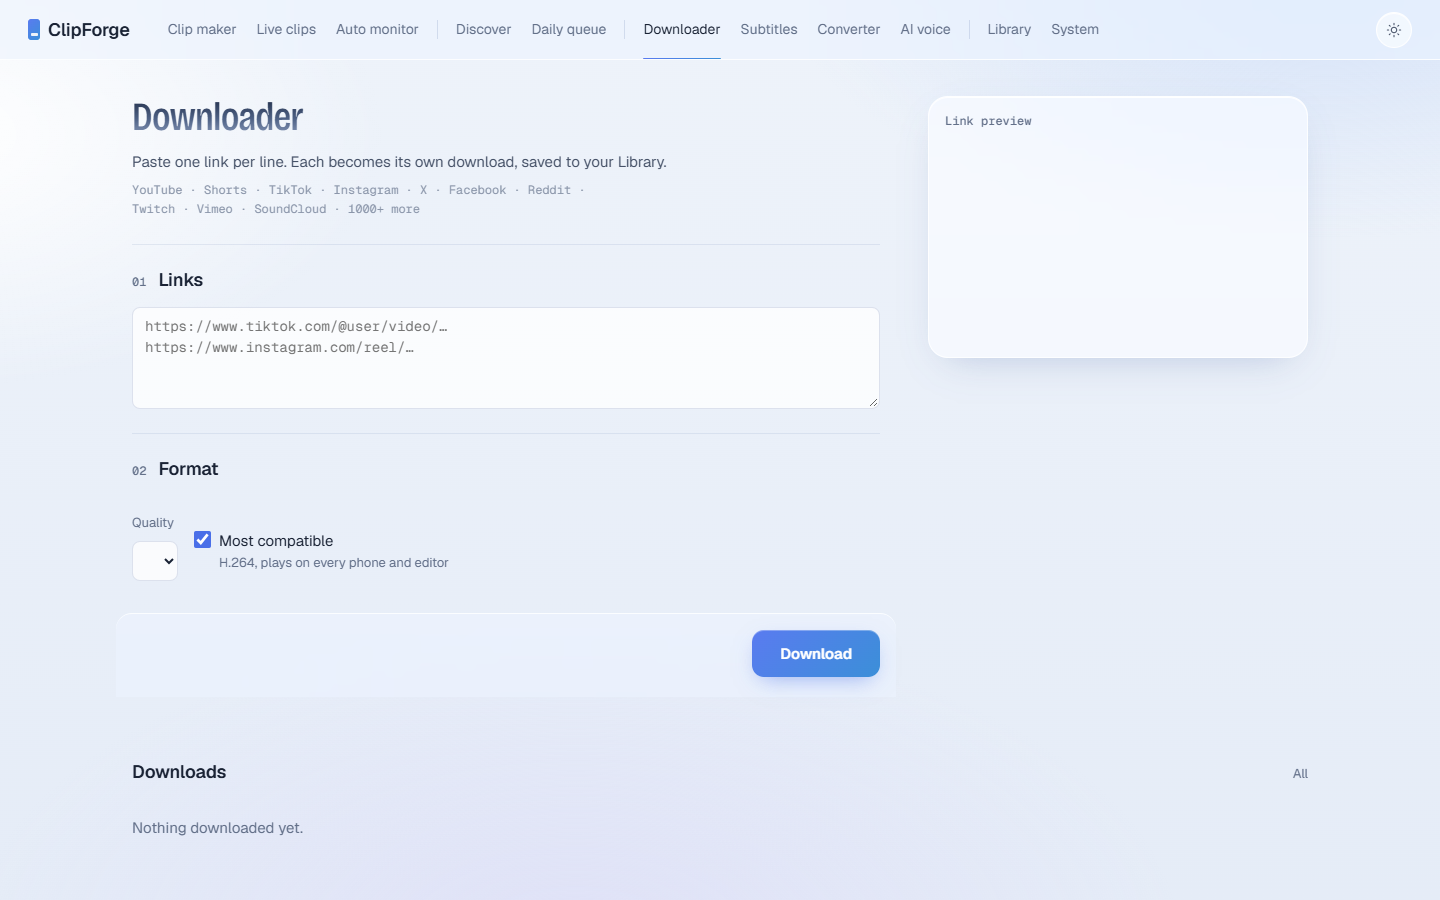 ClipForge
Clip maker Live clips Auto monitor Discover Daily queue Downloader Subtitles Converter AI voice Library System
Downloader
Paste one link per line. Each becomes its own download, saved to your Library.
YouTube · Shorts · TikTok · Instagram · X · Facebook · Reddit ·
Twitch · Vimeo · SoundCloud · 1000+ more
01 Links
https://www.tiktok.com/@user/video/…
https://www.instagram.com/reel/…
02 Format
Quality
Most compatible
H.264, plays on every phone and editor
Download
Link preview
Downloads
All
Nothing downloaded yet.